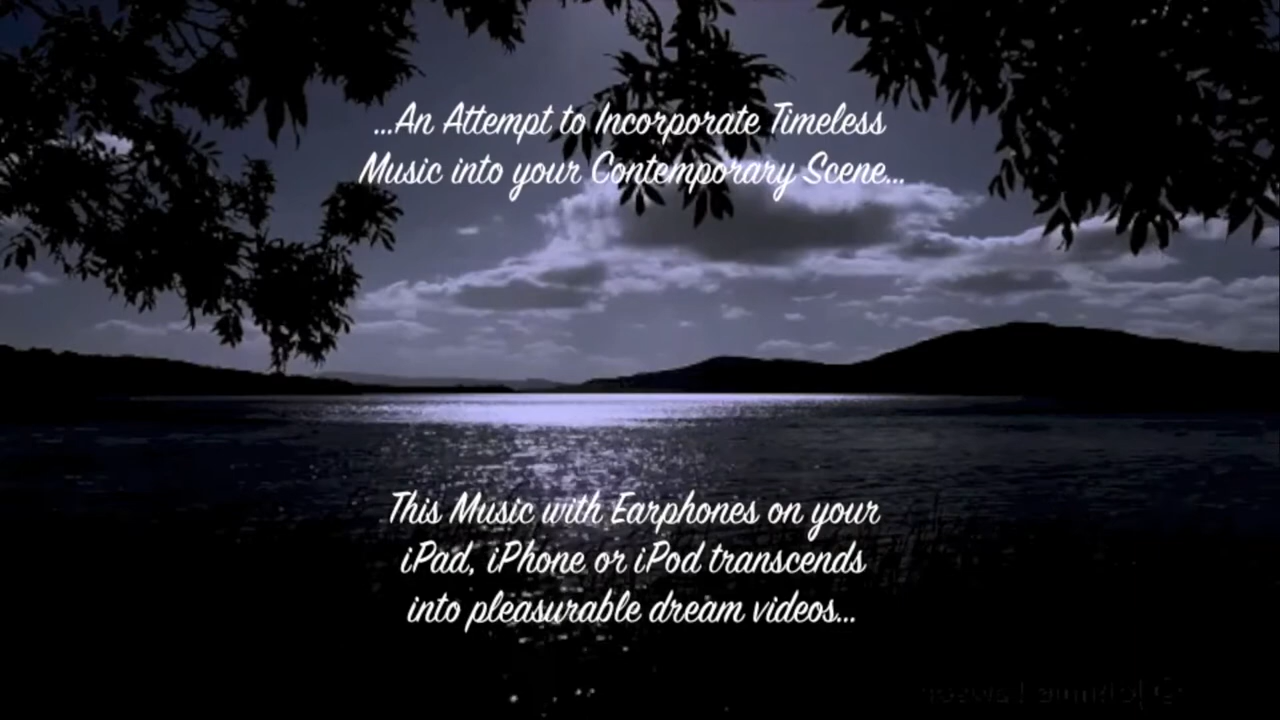 ...An Attempt to Incorporate Timeless
Music into your Contemporary Scene...
This Music with Earphones on your
iPad, iPhone or iPod transcends
into pleasurable dream videos...